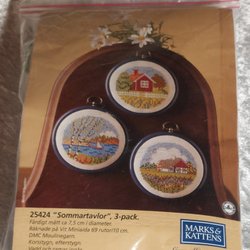 25424 "Sommartavlor", 3-pack.
Färdigt mått ca 7,5 cm i diameter.
Räknade på Vit Miniaida 69 rutor/10 cm.
DMC Moulinégarn.
Korsstygn, efterstygn.
MARKS &
KATTENS